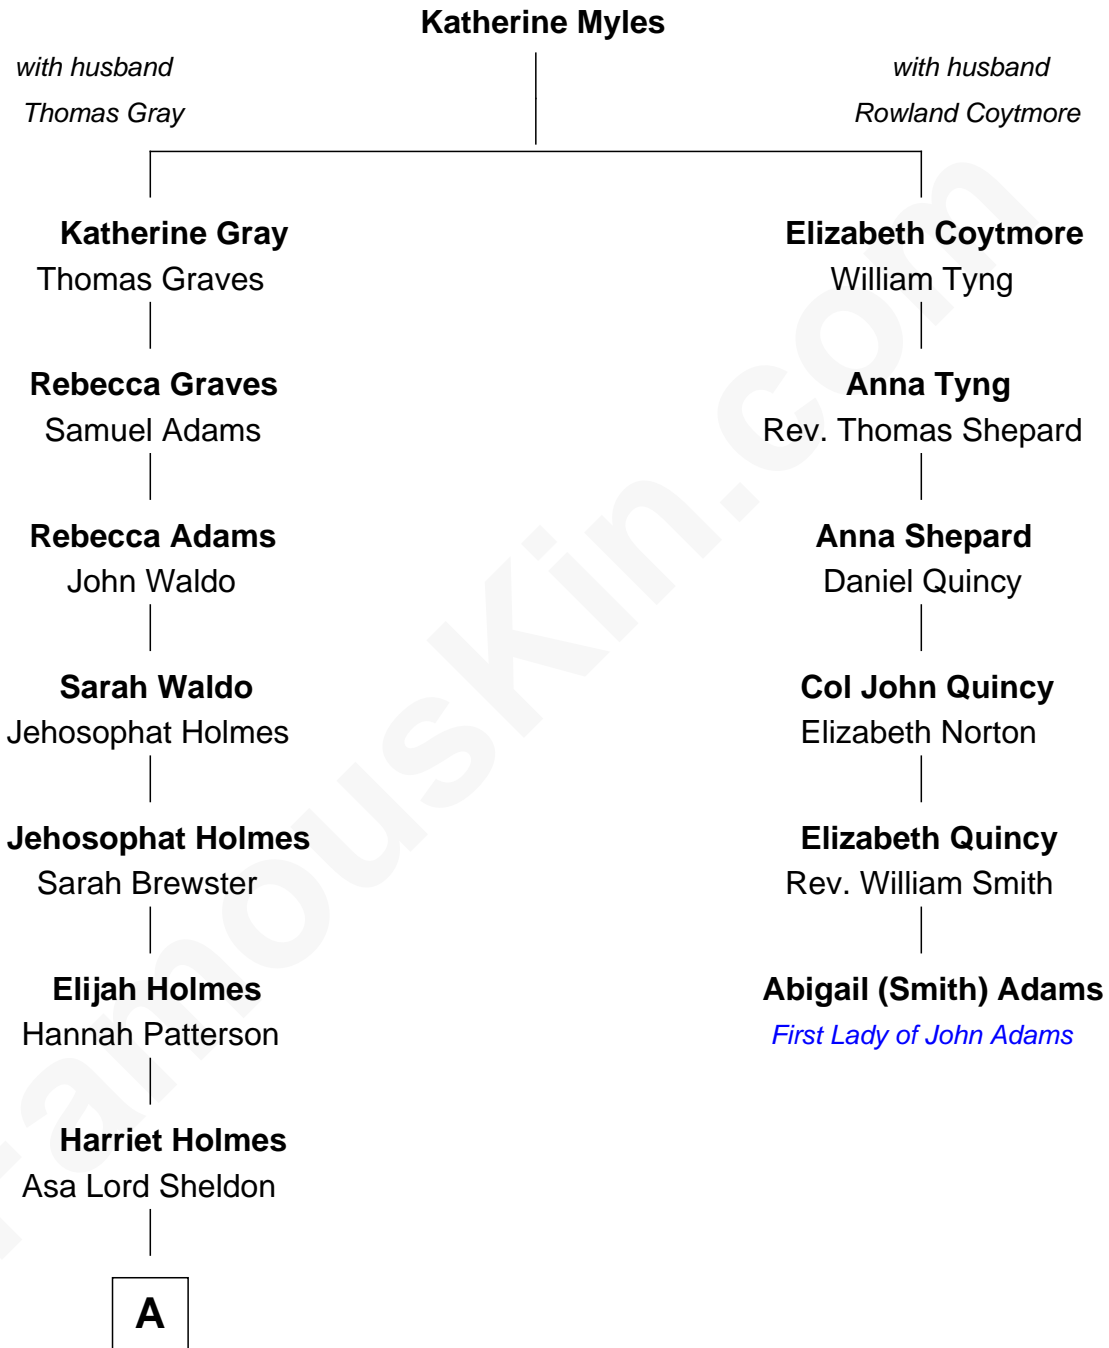 Katherine Myles
with husband
Thomas Gray
with husband
Rowland Coytmore
Katherine Gray
Thomas Graves
Rebecca Graves
Samuel Adams
Rebecca Adams
John Waldo
Sarah Waldo
Jehosophat Holmes
Jehosophat Holmes
Sarah Brewster
Elijah Holmes
Hannah Patterson
Harriet Holmes
Asa Lord Sheldon
A
Elizabeth Coytmore
William Tyng
Anna Tyng
Rev. Thomas Shepard
Anna Shepard
Daniel Quincy
Col John Quincy
Elizabeth Norton
Elizabeth Quincy
Rev. William Smith
Abigail (Smith) Adams
First Lady of John Adams
FamousKin.com